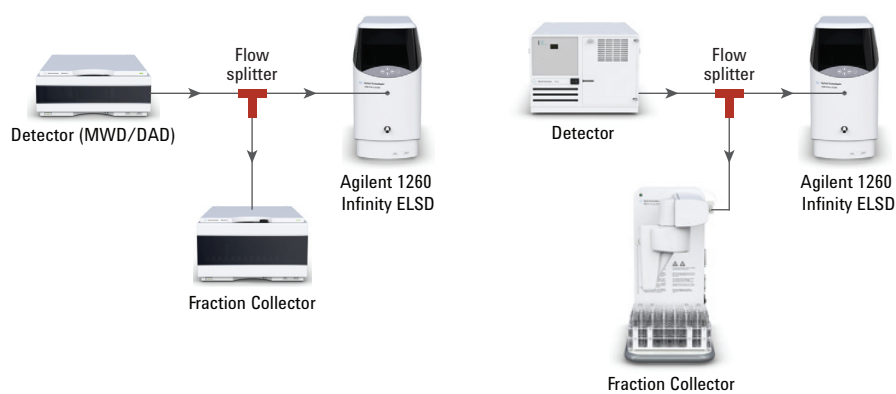 Flow
splitter
Detector (MWD/DAD)
Agilent 1260
Infinity ELSD
Fraction Collector
Flow
splitter
Detector
Agilent 1260
Infinity ELSD
Fraction Collector